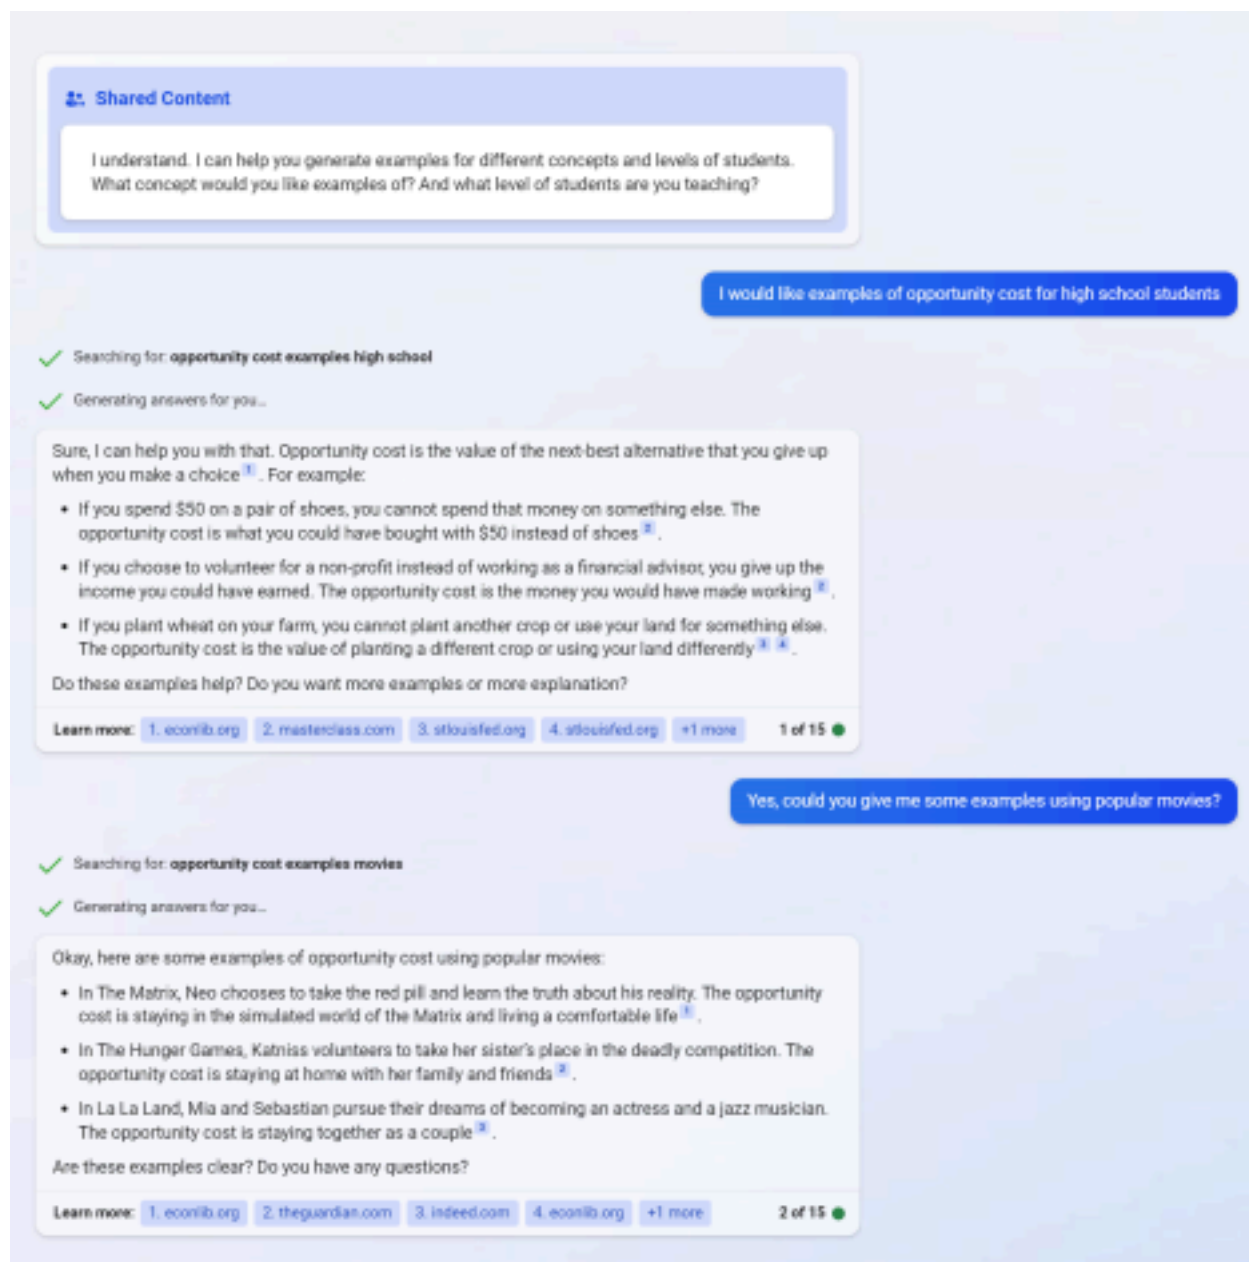 Shared Content
I understand. I can help you generate examples for different concepts and levels of students.
What concept would you like examples of? And what level of students are you teaching?
I would like examples of opportunity cost for high school students
Searching for: opportunity cost examples high school
Generating answers for you...
Sure, I can help you with that. Opportunity cost is the value of the next-best alternative that you give up
when you make a choice 1 . For example:
• If you spend $50 on a pair of shoes, you cannot spend that money on something else. The
opportunity cost is what you could have bought with $50 instead of shoes 2 .
• If you choose to volunteer for a non-profit instead of working as a financial advisor, you give up the
income you could have earned. The opportunity cost is the money you would have made working 2 .
• If you plant wheat on your farm, you cannot plant another crop or use your land for something else.
The opportunity cost is the value of planting a different crop or using your land differently 3 4 .
Do these examples help? Do you want more examples or more explanation?
Learn more: 1. econlib.org 2. masterclass.com 3. stlouisfed.org 4. stlouisfed.org +1 more 1 of 15
Yes, could you give me some examples using popular movies?
Searching for: opportunity cost examples movies
Generating answers for you...
Okay, here are some examples of opportunity cost using popular movies:
• In The Matrix, Neo chooses to take the red pill and learn the truth about his reality. The opportunity
cost is staying in the simulated world of the Matrix and living a comfortable life 1 .
• In The Hunger Games, Katniss volunteers to take her sister's place in the deadly competition. The
opportunity cost is staying at home with her family and friends 2 .
• In La La Land, Mia and Sebastian pursue their dreams of becoming an actress and a jazz musician.
The opportunity cost is staying together as a couple 3 .
Are these examples clear? Do you have any questions?
Learn more: 1. econlib.org 2. theguardian.com 3. indeed.com 4. econlib.org +1 more 2 of 15